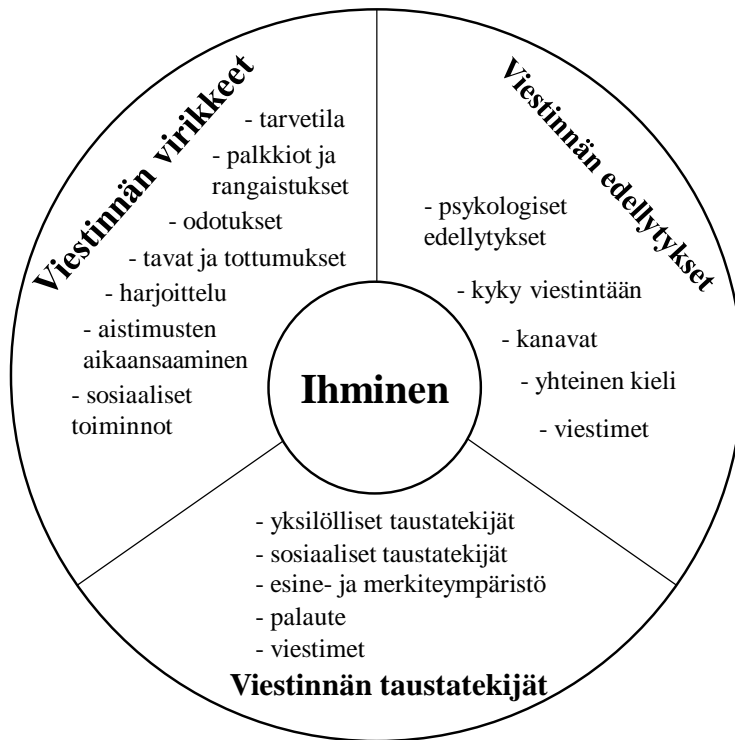 Viestinnän virikkeet
- tarvetila
- palkkiot ja
rangaistukset
- odotukset
- tavat ja tottumukset
- harjoittelu
- aistimusten
aikaansaaminen
- sosiaaliset
toiminnot
Viestinnän edellytykset
- psykologiset
edellytykset
- kyky viestintään
- kanavat
- yhteinen kieli
- viestimet
Ihminen
- yksilölliset taustatekijät
- sosiaaliset taustatekijät
- esine- ja merkiteympäristö
- palaute
- viestimet
Viestinnän taustatekijät